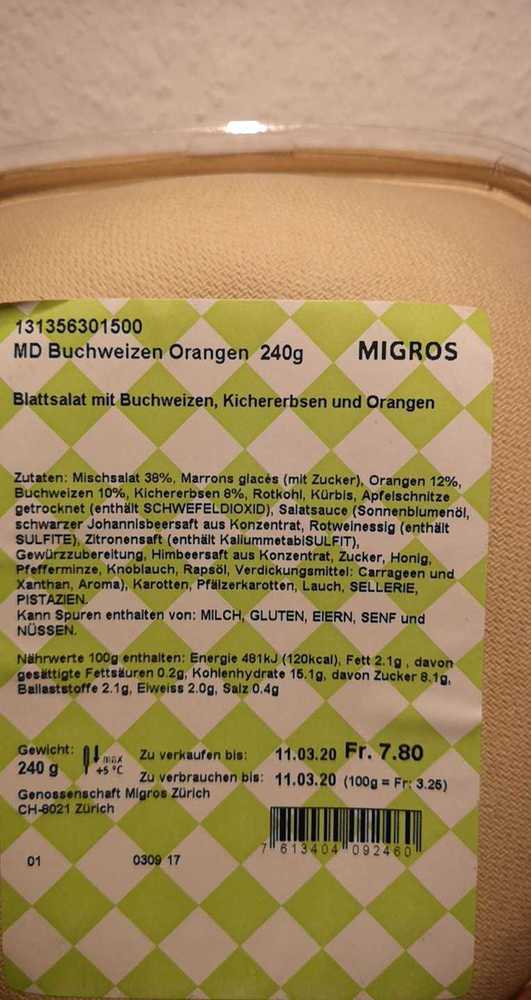 131356301500
MD Buchweizen Orangen 240g MIGROS
Blattsalat mit Buchweizen, Kichererbsen und Orangen
Zutaten: Mischsalat 38%, Marrons glacés (mit Zucker), Orangen 12%,
Buchweizen 10%, Kichererbsen 8%, Rotkohl, Kürbis, Apfelschnitze
getrocknet (enthält SCHWEFELDIOXID), Salatsauce (Sonnenblumenöl,
schwarzer Johannisbeersaft aus Konzentrat, Rotweinessig (enthält
SULFITE), Zitronensaft (enthält KaliummetabiSULFIT),
Gewürzzubereitung, Himbeersaft aus Konzentrat, Zucker, Honig,
Pfefferminze, Knoblauch, Rapsöl, Verdickungsmittel: Carrageen und
Xanthan, Aroma), Karotten, Pfälzerkarotten, Lauch, SELLERIE,
PISTAZIEN.
Kann Spuren enthalten von: MILCH, GLUTEN, EIERN, SENF und
NÜSSEN.
Nährwerte 100g enthalten: Energie 481kJ (120kcal), Fett 2.1g , davon
gesättigte Fettsäuren 0.2g, Kohlenhydrate 15.1g, davon Zucker 8.1g,
Ballaststoffe 2.1g, Eiweiss 2.0g, Salz 0.4g
Gewicht: max Zu verkaufen bis: 11.03.20 Fr. 7.80
240 g +5 °C Zu verbrauchen bis: 11.03.20 (100g = Fr: 3.25)
Genossenschaft Migros Zürich
CH-8021 Zürich
7 613404 092460
01 0309 17